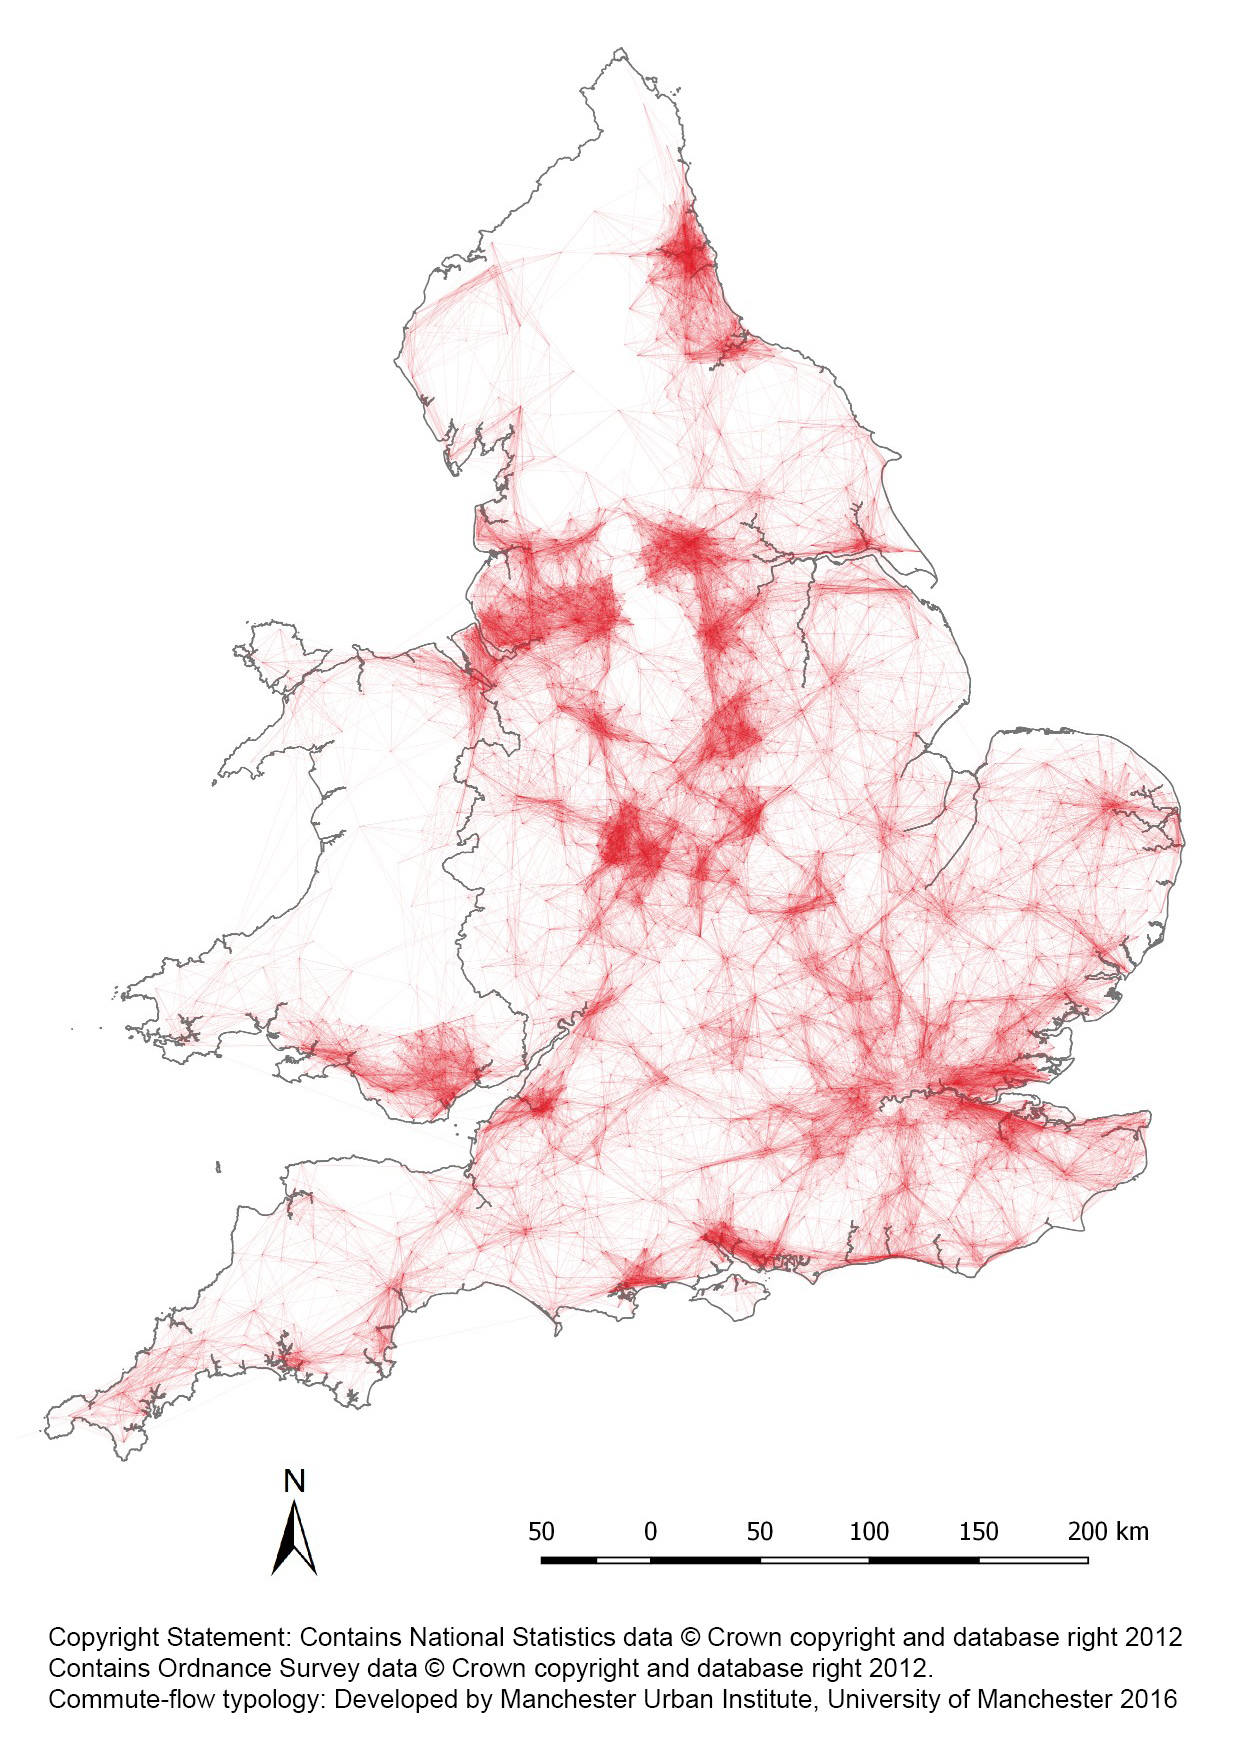 N
50 0 50 100 150 200 km
Copyright Statement: Contains National Statistics data © Crown copyright and database right 2012
Contains Ordnance Survey data © Crown copyright and database right 2012.
Commute-flow typology: Developed by Manchester Urban Institute, University of Manchester 2016